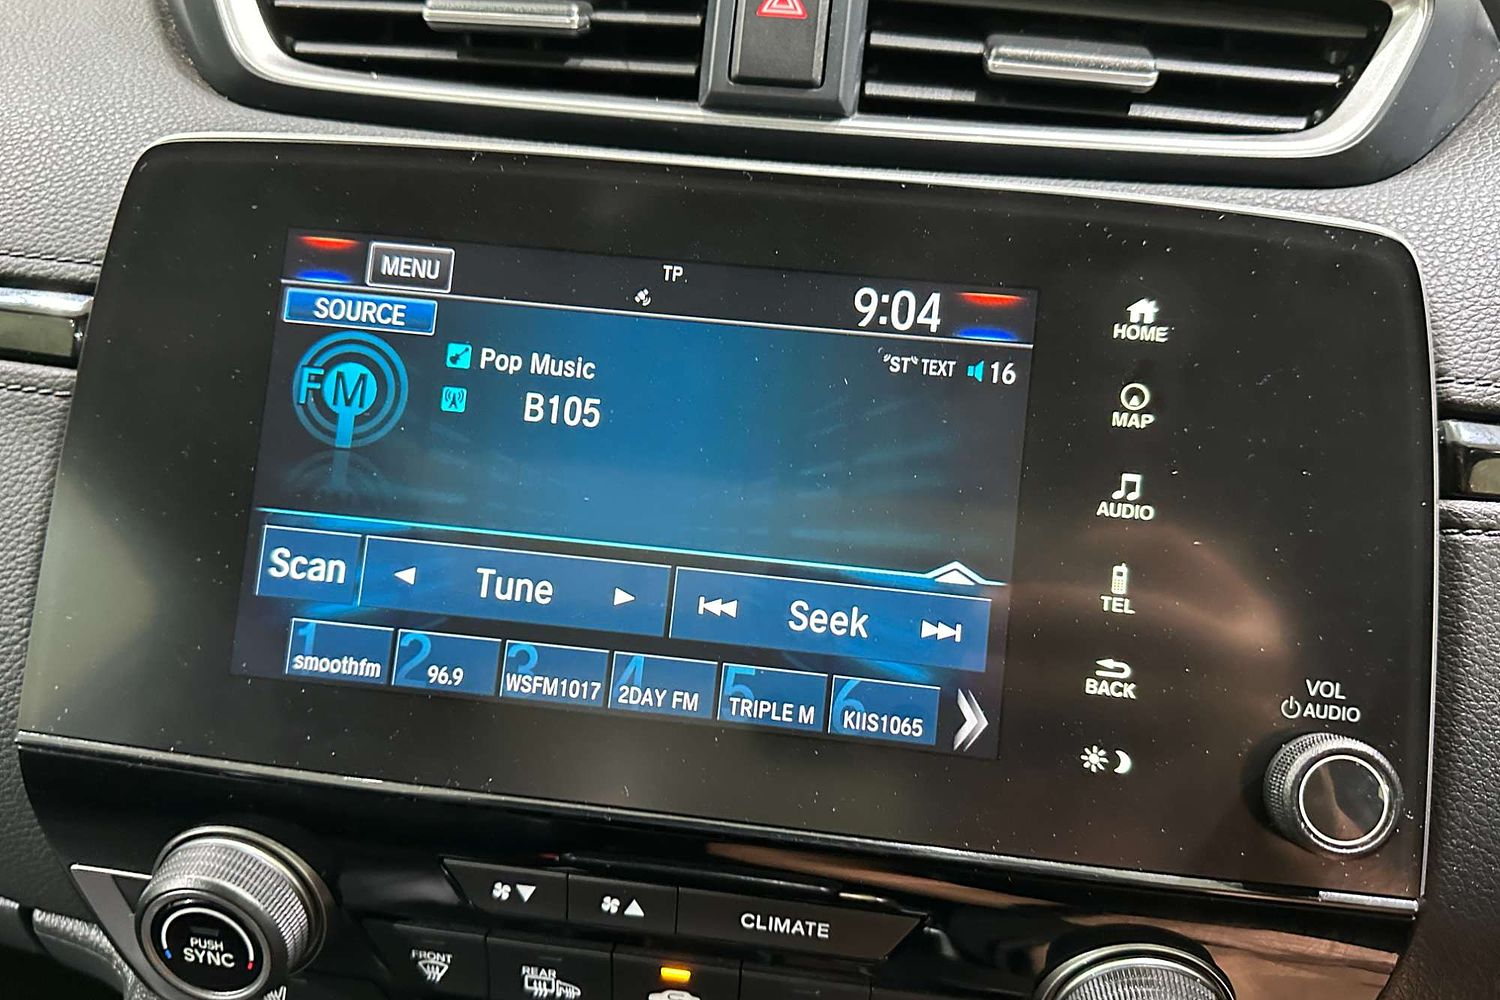 MENU
TP
9:04
SOURCE
FM
Pop Music
"ST" TEXT
16
B105
Scan
Tune
Seek
1
smoothfm
2
96.9
3
WSFM1017
4
2DAY FM
5
TRIPLE M
6
KIIS1065
HOME
MAP
AUDIO
TEL
BACK
VOL
AUDIO
PUSH
SYNC
CLIMATE
FRONT
REAR